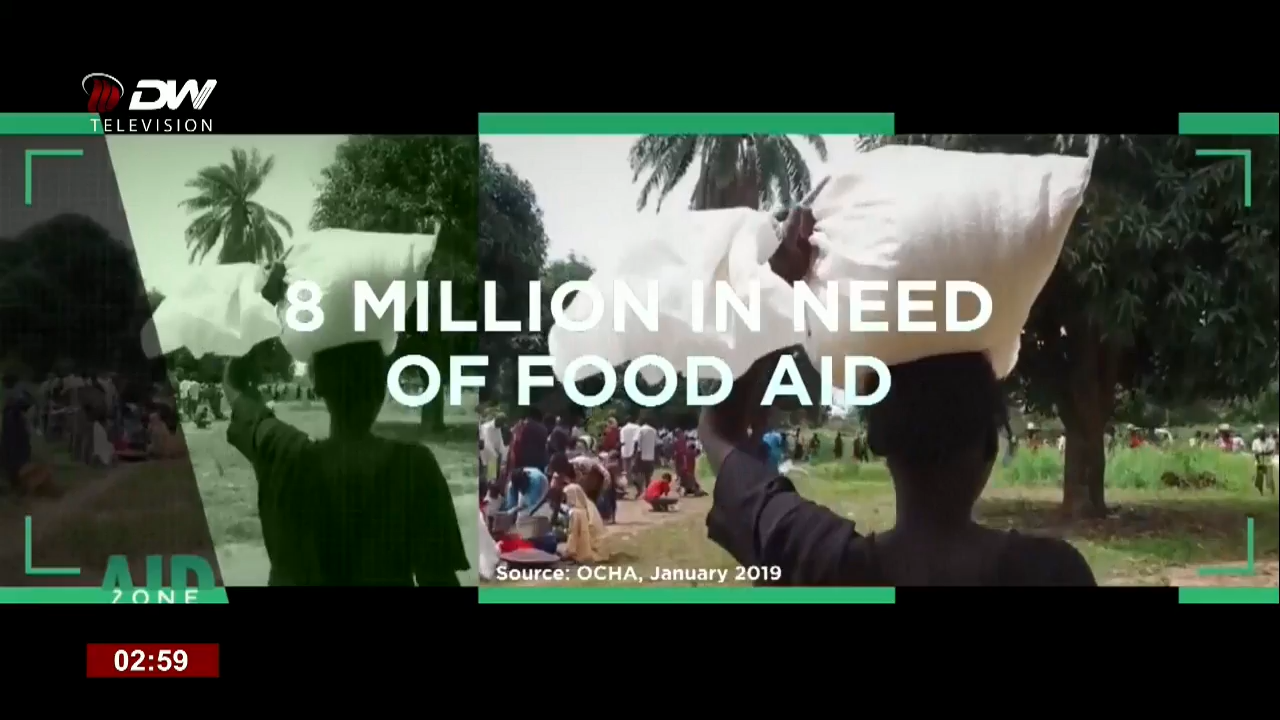 DW
TELEVISION
8 MILLION IN NEED
OF FOOD AID
Source: OCHA, January 2019
AID
ZONE
02:59